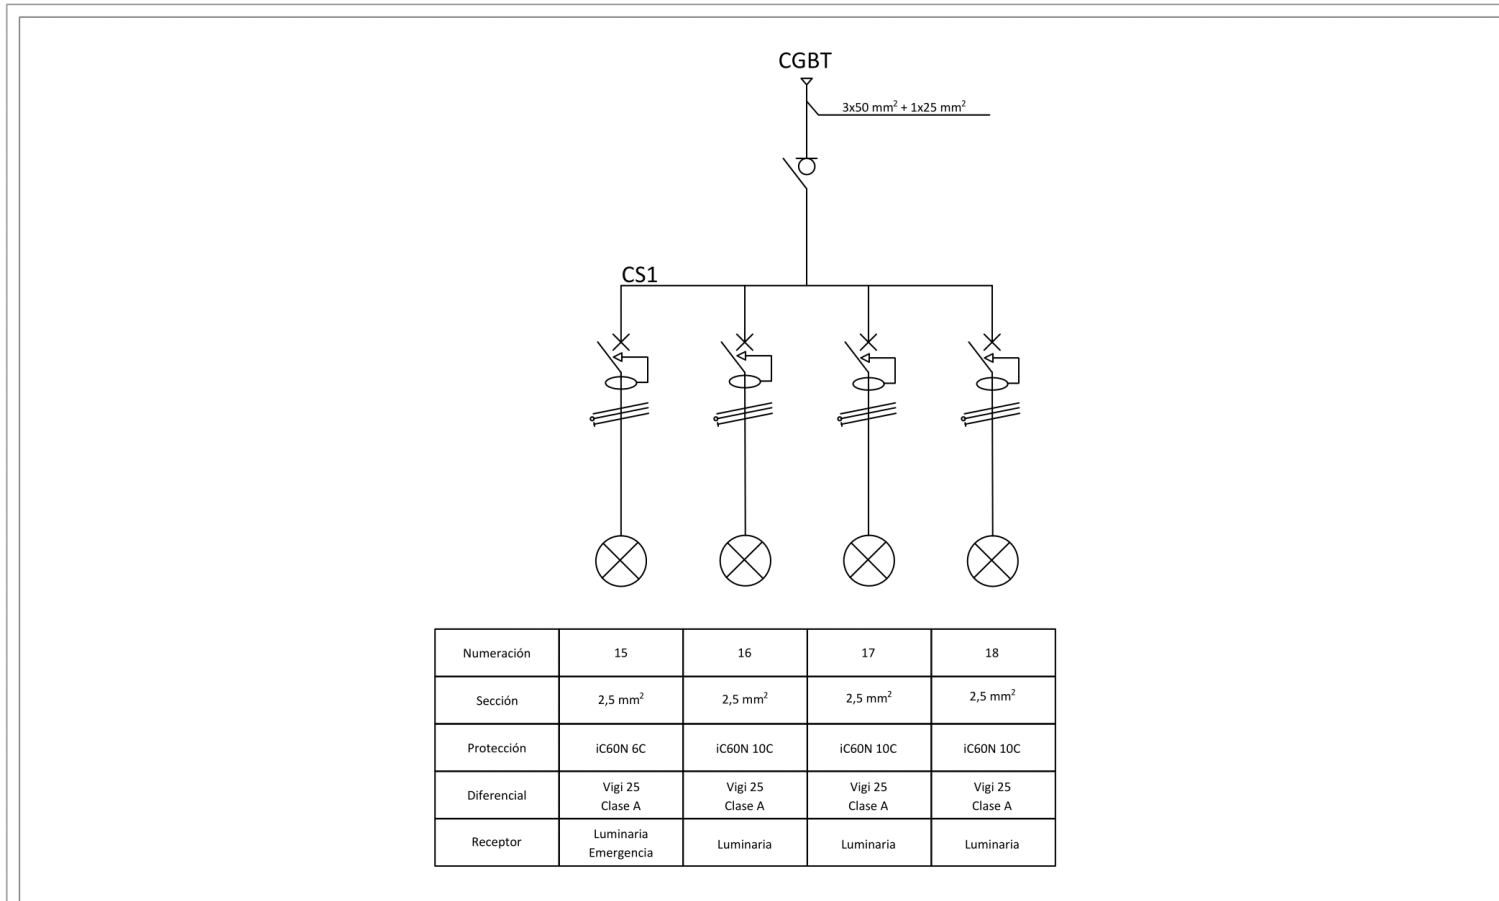 CGBT
3x50 mm² + 1x25 mm²
CS1
Numeración 15 16 17 18
Sección 2,5 mm² 2,5 mm² 2,5 mm² 2,5 mm²
Protección iC60N 6C iC60N 10C iC60N 10C iC60N 10C
Diferencial Vigi 25 Clase A Vigi 25 Clase A Vigi 25 Clase A Vigi 25 Clase A
Receptor Luminaria Emergencia Luminaria Luminaria Luminaria